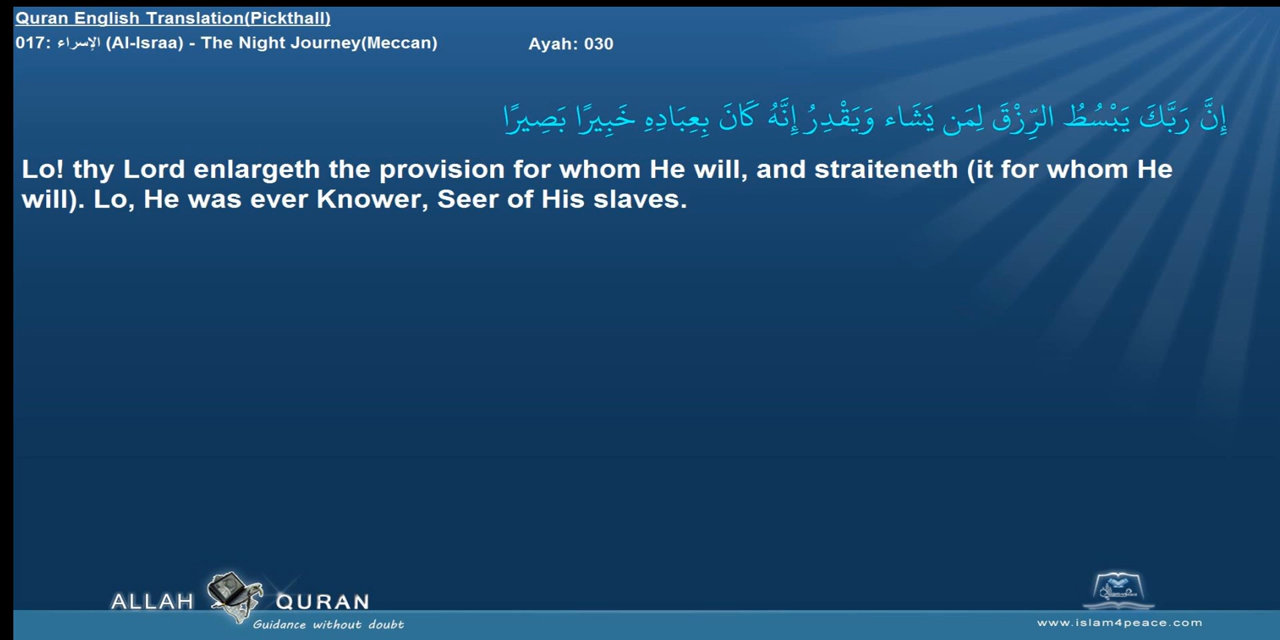 Quran English Translation(Pickthall)
017: الإسراء (Al-Israa) - The Night Journey(Meccan) Ayah: 030
إِنَّ رَبَّكَ يَبْسُطُ الرِّزْقَ لِمَن يَشَاء وَيَقْدِرُ إِنَّهُ كَانَ بِعِبَادِهِ خَبِيرًا بَصِيرًا
Lo! thy Lord enlargeth the provision for whom He will, and straiteneth (it for whom He
will). Lo, He was ever Knower, Seer of His slaves.
ALLAH QURAN
Guidance without doubt
www.islam4peace.com